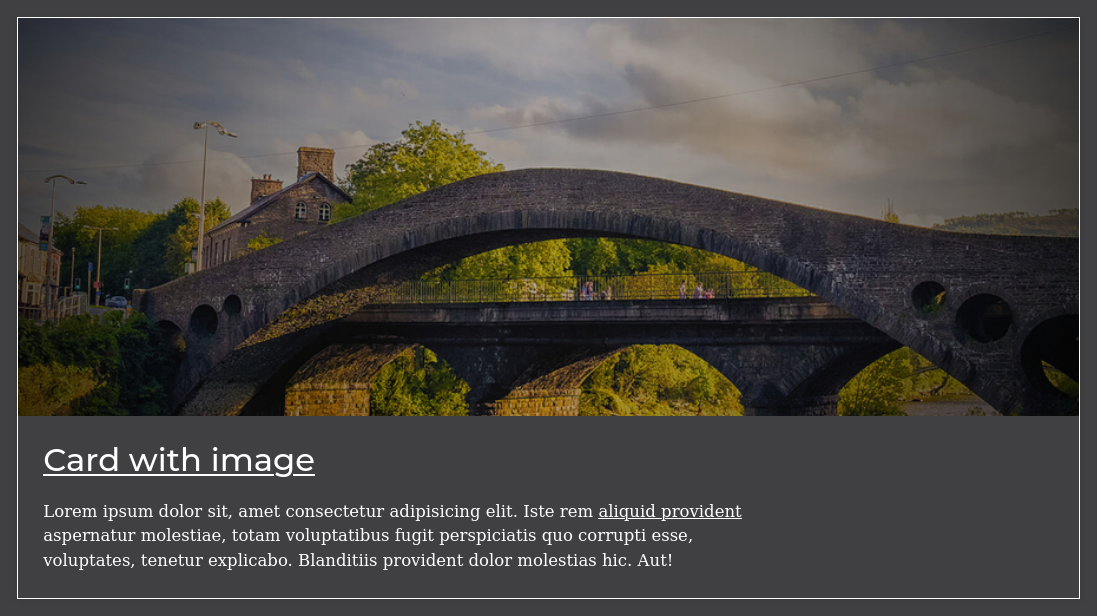 Card with image
Lorem ipsum dolor sit, amet consectetur adipisicing elit. Iste rem aliquid provident
aspernatur molestiae, totam voluptatibus fugit perspiciatis quo corrupti esse,
voluptates, tenetur explicabo. Blanditiis provident dolor molestias hic. Aut!